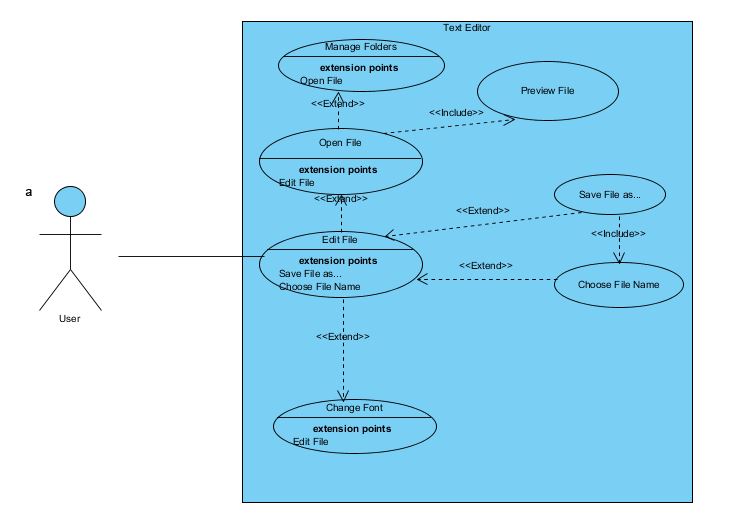 Text Editor
Manage Folders
extension points
Open File
<<Extend>>
Preview File
<<Include>>
Open File
extension points
Edit File
<<Extend>>
a
Save File as...
<<Extend>>
<<Include>>
Edit File
extension points
Save File as...
Choose File Name
<<Extend>>
Choose File Name
User
<<Extend>>
Change Font
extension points
Edit File